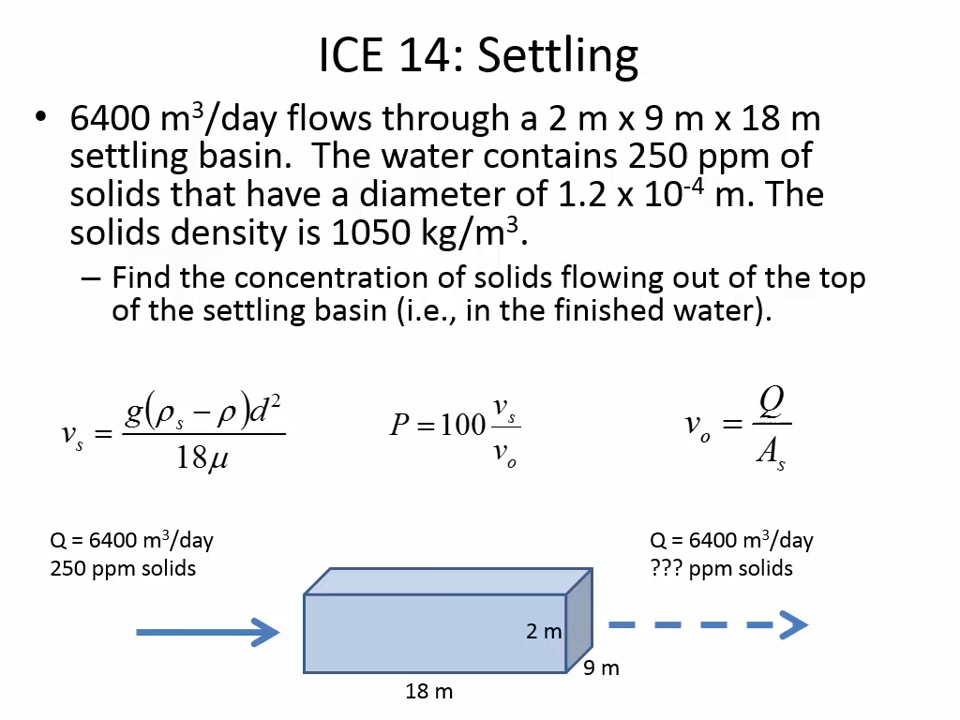 ICE 14: Settling
• 6400 m³/day flows through a 2 m x 9 m x 18 m
settling basin.  The water contains 250 ppm of
solids that have a diameter of 1.2 x 10⁻⁴ m. The
solids density is 1050 kg/m³.
– Find the concentration of solids flowing out of the top
of the settling basin (i.e., in the finished water).
v_s = g(ρ_s − ρ)d² / 18μ
P = 100 v_s / v_o
v_o = Q / A_s
Q = 6400 m³/day
250 ppm solids
Q = 6400 m³/day
??? ppm solids
2 m
9 m
18 m